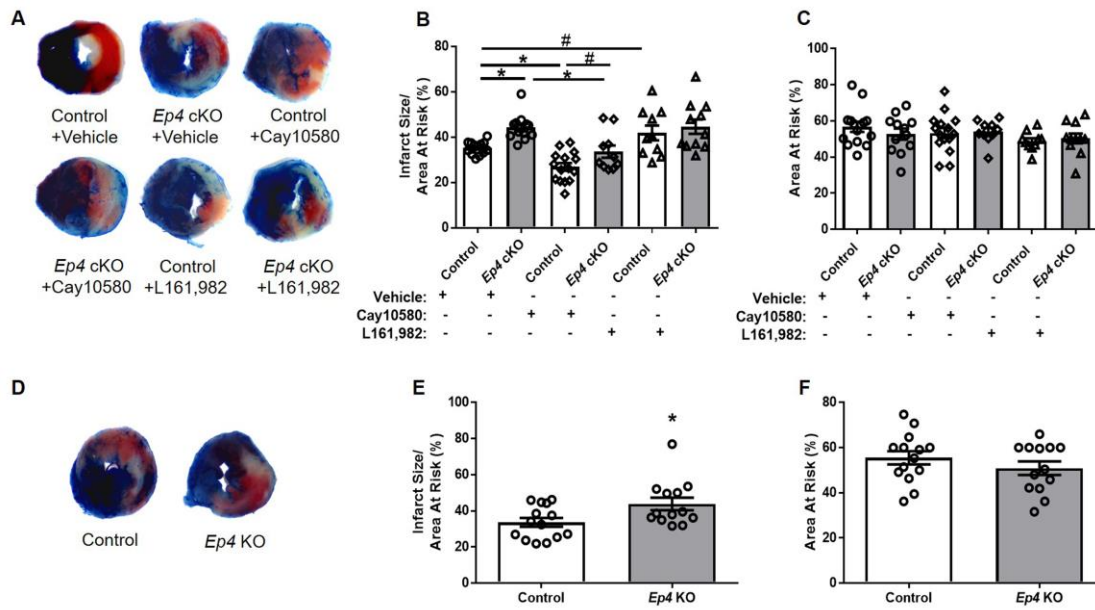 A
Control
+Vehicle
Ep4 cKO
+Vehicle
Control
+Cay10580
Ep4 cKO
+Cay10580
Control
+L161,982
Ep4 cKO
+L161,982
B
Infarct Size/
Area At Risk (%)
80
60
40
20
0
#
* #
* *
Control
Ep4 cKO
Control
Ep4 cKO
Control
Ep4 cKO
Vehicle: + + - - - -
Cay10580: - - + + - -
L161,982: - - - - + +
C
Area At Risk (%)
100
80
60
40
20
0
Control
Ep4 cKO
Control
Ep4 cKO
Control
Ep4 cKO
Vehicle: + + - - - -
Cay10580: - - + + - -
L161,982: - - - - + +
D
Control
Ep4 KO
E
Infarct Size/
Area At Risk (%)
100
80
60
40
20
0
*
Control
Ep4 KO
F
Area At Risk (%)
80
60
40
20
0
Control
Ep4 KO